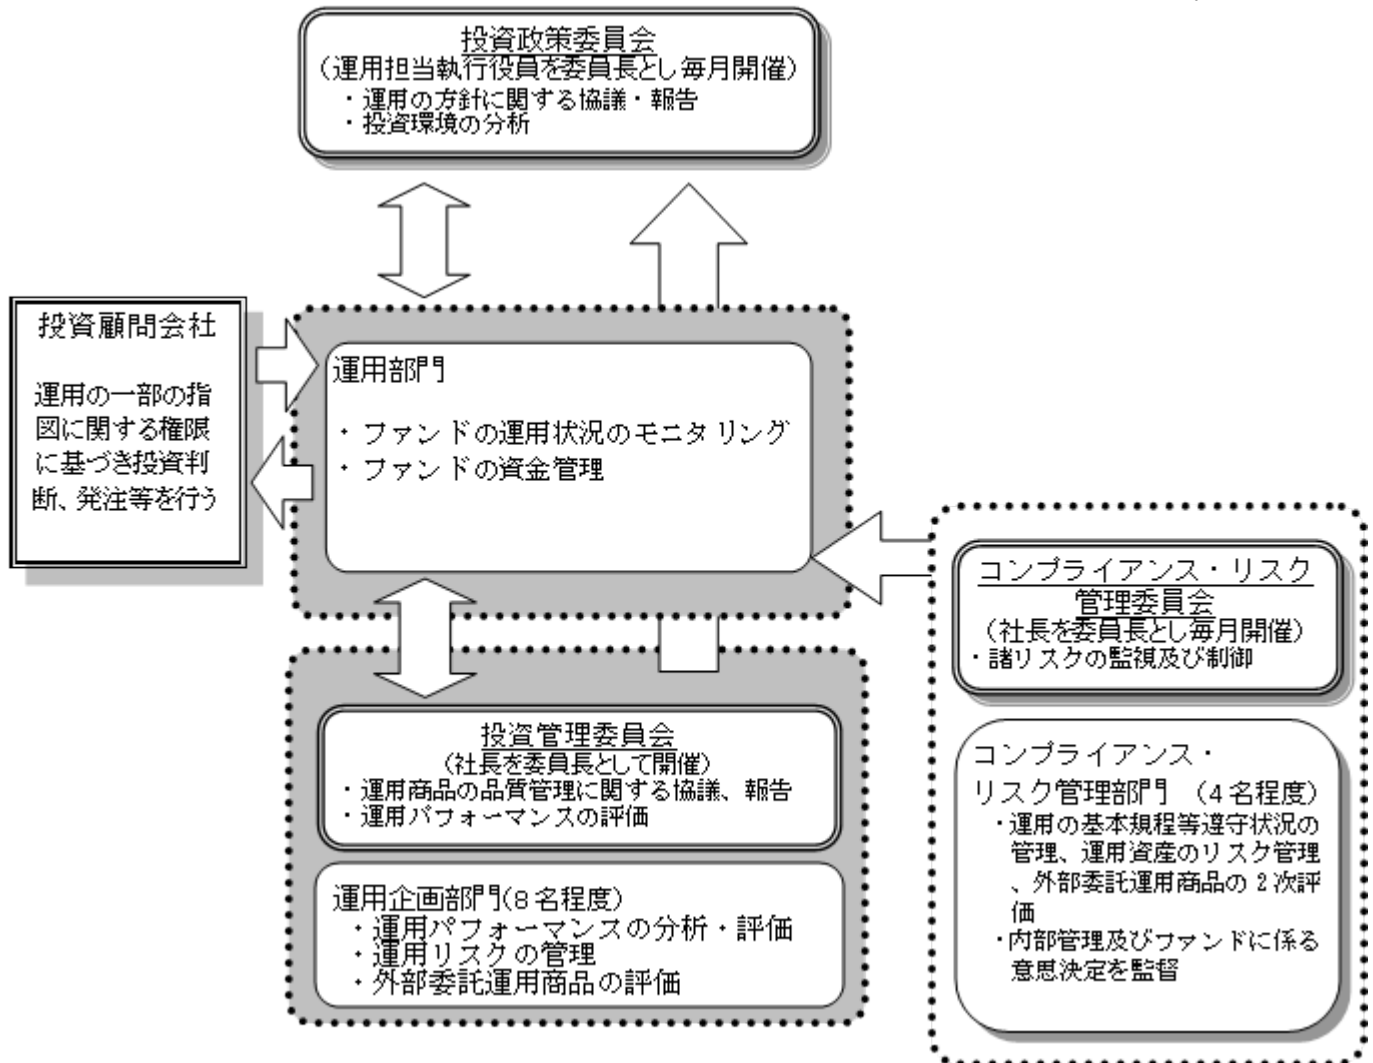 投資政策委員会
(運用担当執行役員を委員長とし毎月開催)
・運用の方針に関する協議・報告
・投資環境の分析
投資顧問会社
運用の一部の指
図に関する権限
に基づき投資判
断、発注等を行う
運用部門
・ファンドの運用状況のモニタリング
・ファンドの資金管理
投資管理委員会
(社長を委員長として開催)
・運用商品の品質管理に関する協議、報告
・運用パフォーマンスの評価
運用企画部門(8名程度)
・運用パフォーマンスの分析・評価
・運用リスクの管理
・外部委託運用商品の評価
コンプライアンス・リスク
管理委員会
(社長を委員長とし毎月開催)
・諸リスクの監視及び制御
コンプライアンス・
リスク管理部門 (4名程度)
・運用の基本規程等遵守状況の
管理、運用資産のリスク管理
、外部委託運用商品の2次評
価
・内部管理及びファンドに係る
意思決定を監督